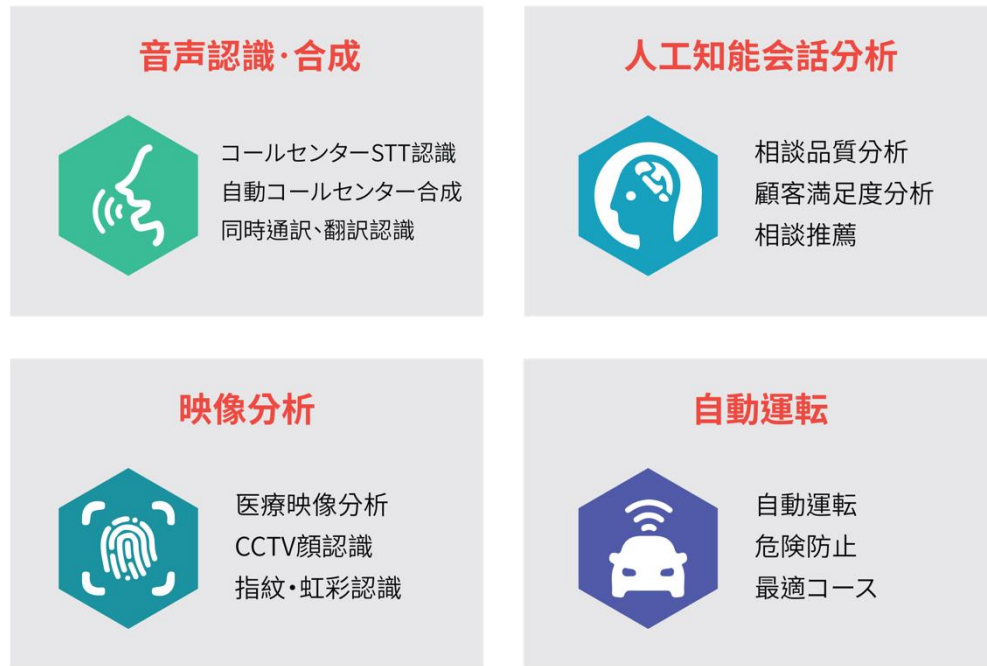 音声認識·合成
コールセンターSTT認識
自動コールセンター合成
同時通訳、翻訳認識
人工知能会話分析
相談品質分析
顧客満足度分析
相談推薦
映像分析
医療映像分析
CCTV顔認識
指紋・虹彩認識
自動運転
自動運転
危険防止
最適コース